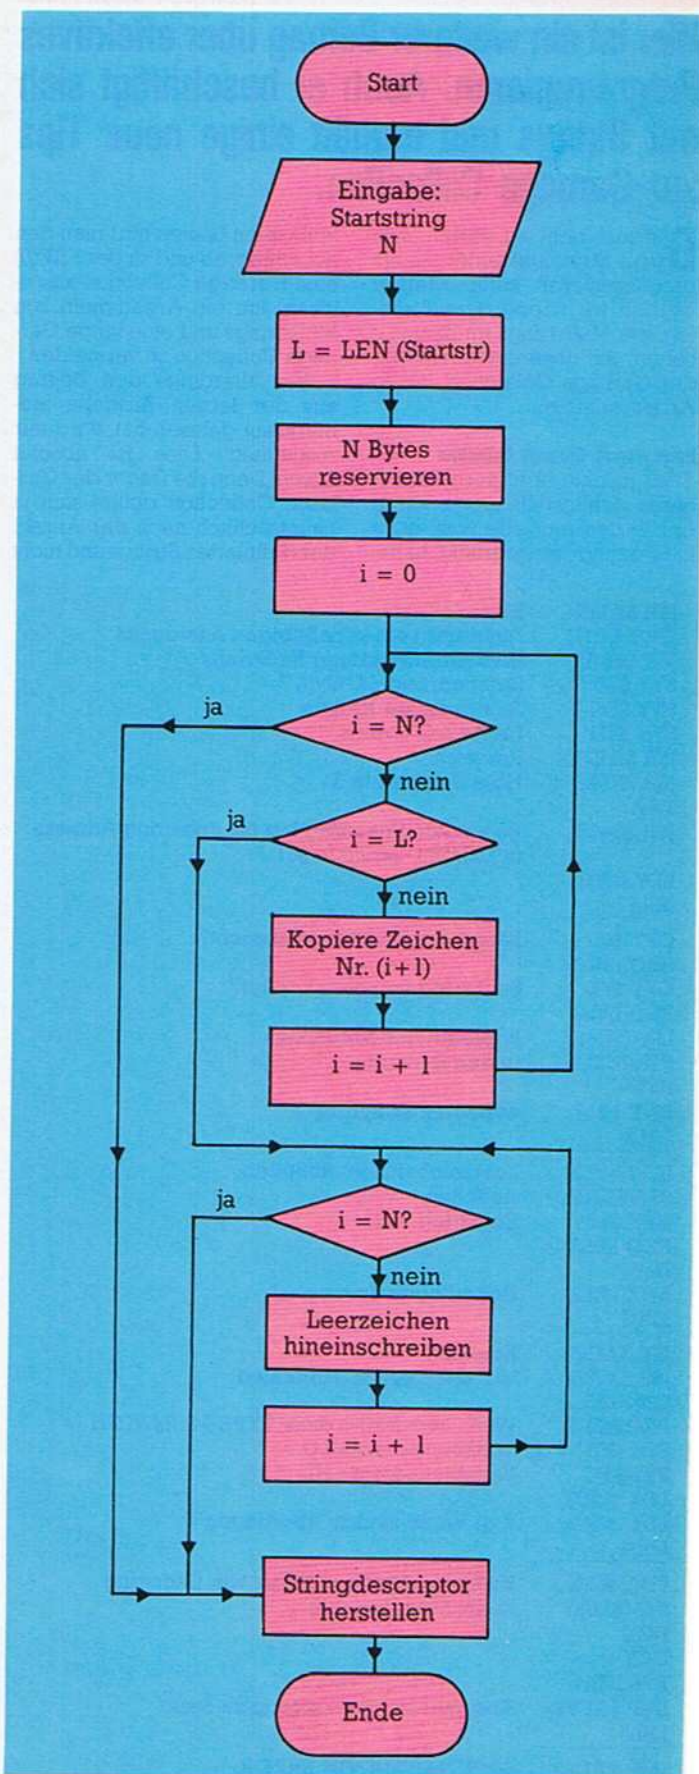 Start
Eingabe:
Startstring
N
L = LEN (Startstr)
N Bytes
reservieren
i = 0
i = N?
ja
nein
i = L?
ja
nein
Kopiere Zeichen
Nr. (i+1)
i = i + 1
i = N?
ja
nein
Leerzeichen
hineinschreiben
i = i + 1
Stringdescriptor
herstellen
Ende